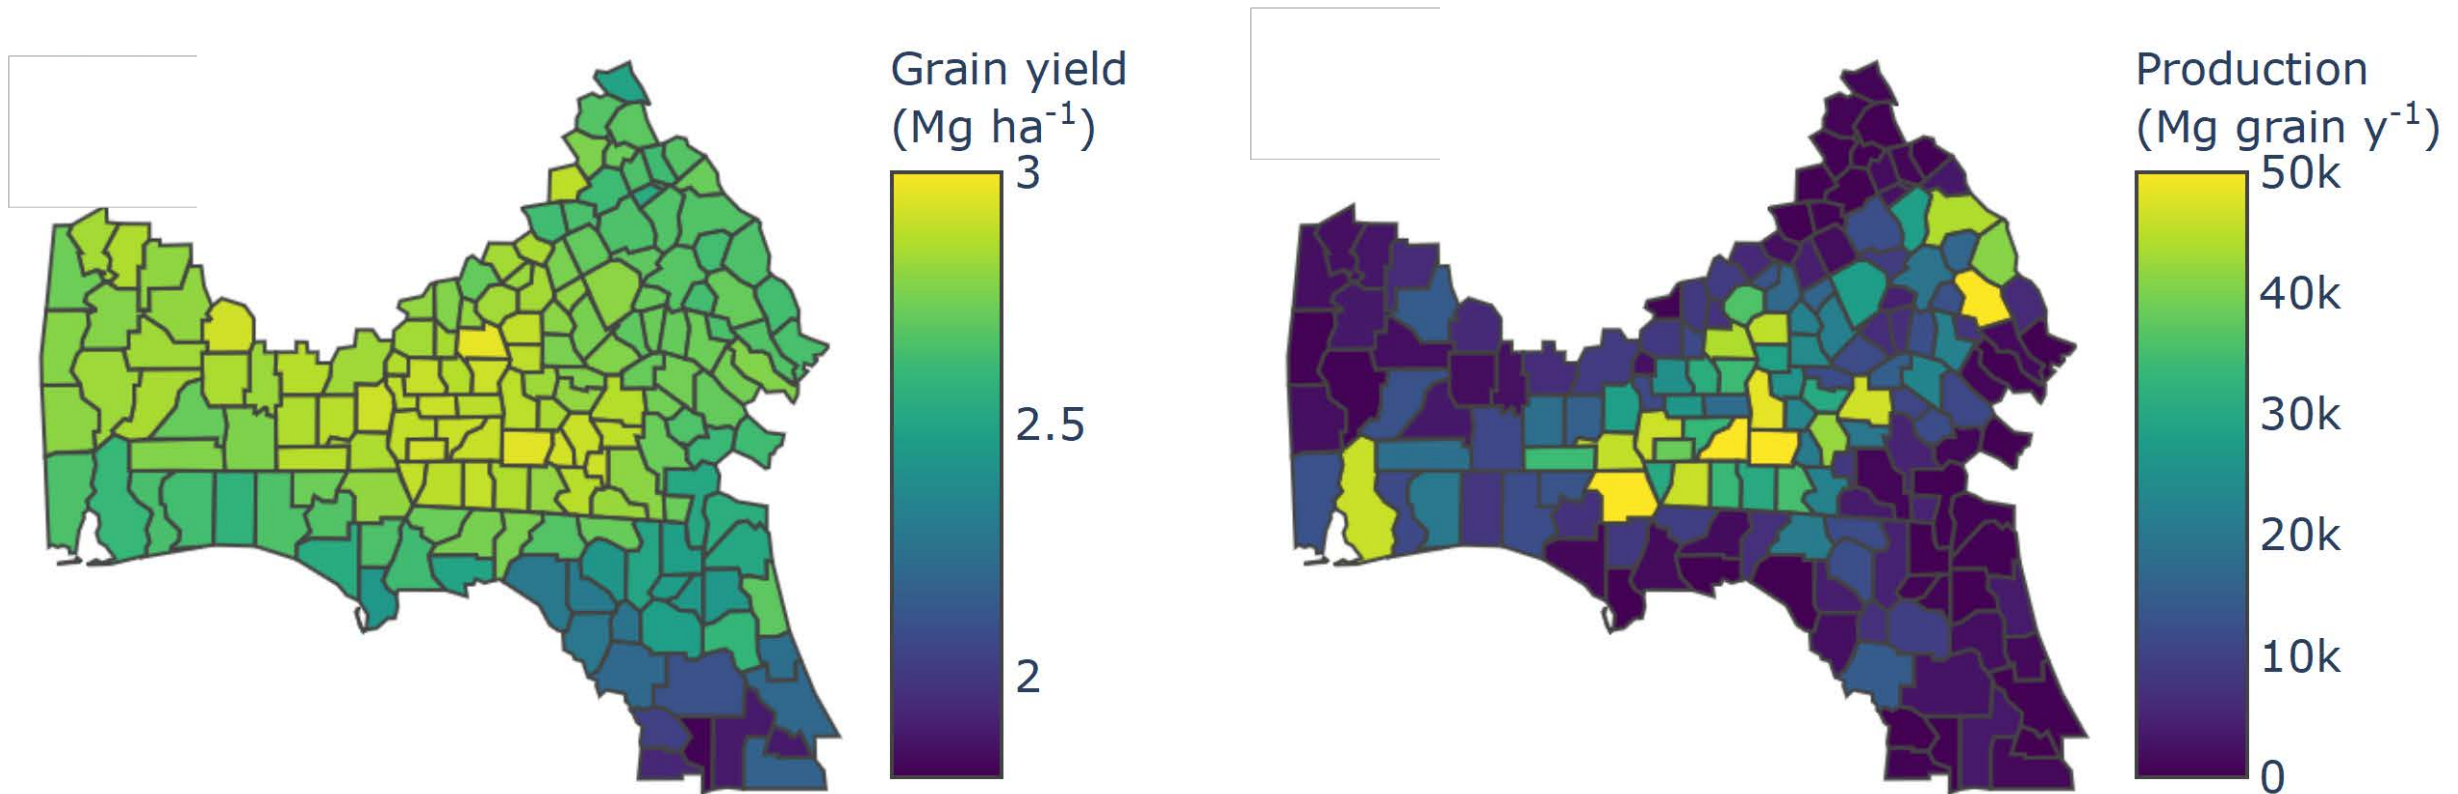 Grain yield
(Mg ha⁻¹)
3
2.5
2
Production
(Mg grain y⁻¹)
50k
40k
30k
20k
10k
0